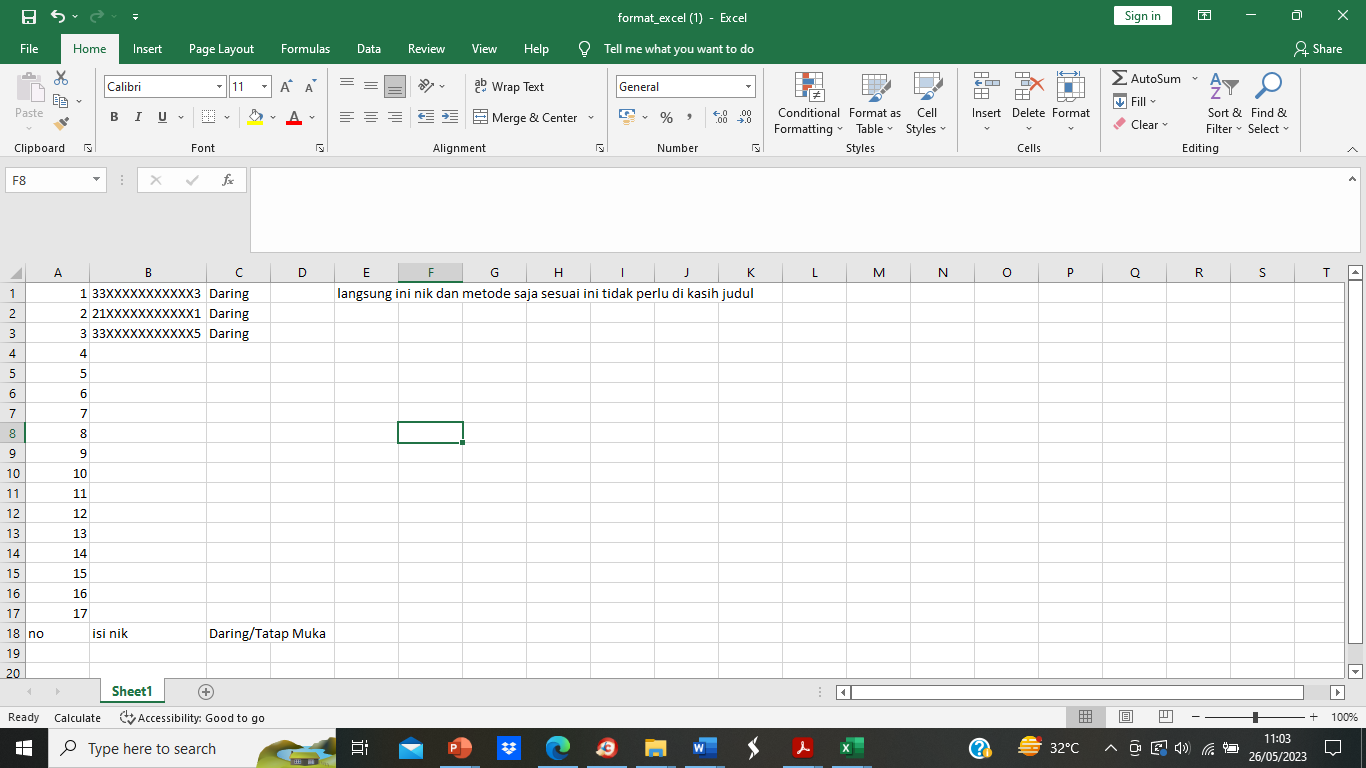 format_excel (1) - Excel
Sign in
File Home Insert Page Layout Formulas Data Review View Help Tell me what you want to do Share
Paste
Calibri 11
B I U A
Wrap Text
Merge & Center
General
% ,
Conditional Formatting
Format as Table
Cell Styles
Insert
Delete
Format
AutoSum
Fill
Clear
Sort & Filter
Find & Select
Clipboard Font Alignment Number Styles Cells Editing
F8 fx
A B C D E F G H I J K L M N O P Q R S T
1 1 33XXXXXXXXXXX3 Daring langsung ini nik dan metode saja sesuai ini tidak perlu di kasih judul
2 2 21XXXXXXXXXXX1 Daring
3 3 33XXXXXXXXXXX5 Daring
4 4
5 5
6 6
7 7
8 8
9 9
10 10
11 11
12 12
13 13
14 14
15 15
16 16
17 17
18 no isi nik Daring/Tatap Muka
19
20
Sheet1
Ready Calculate Accessibility: Good to go 100%
Type here to search
32°C
11:03
26/05/2023